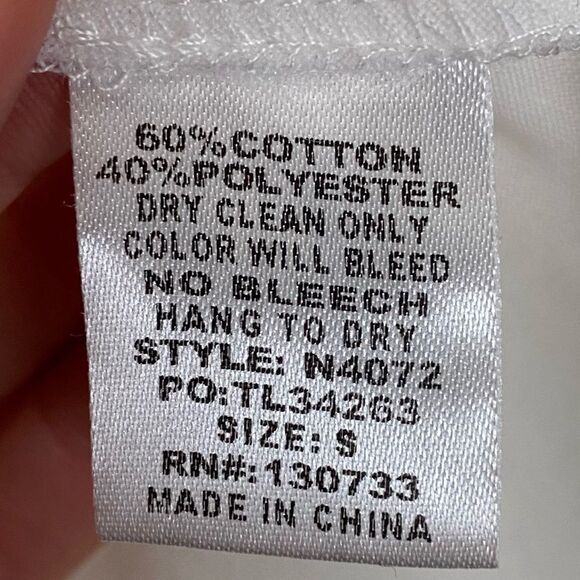 60%COTTON
40%POLYESTER
DRY CLEAN ONLY
COLOR WILL BLEED
NO BLEECH
HANG TO DRY
STYLE: N4072
PO:TL34263
SIZE: S
RN#: 130733
MADE IN CHINA